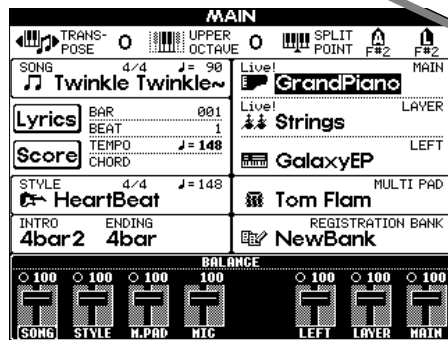 MAIN
TRANS-
POSE 0
UPPER
OCTAVE 0
SPLIT
POINT
A
F#2
L
F#2
SONG 4/4 ♩= 90
Twinkle Twinkle~
Live! MAIN
GrandPiano
Lyrics
BAR 001
BEAT 1
Live! LAYER
Strings
Score
TEMPO ♩= 148
CHORD
LEFT
GalaxyEP
STYLE 4/4 ♩= 148
HeartBeat
MULTI PAD
Tom Flam
INTRO ENDING
4bar2 4bar
REGISTRATION BANK
NewBank
BALANCE
100 100 100 100 100 100 100
SONG STYLE M.PAD MIC LEFT LAYER MAIN